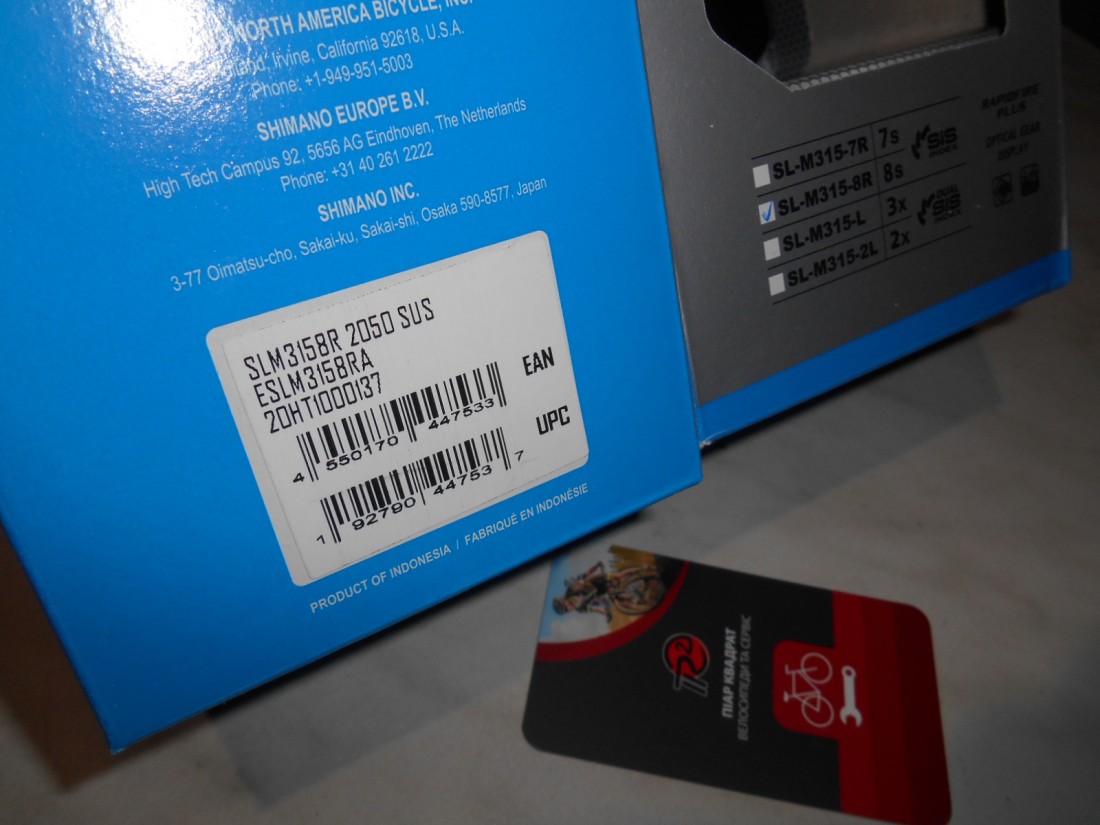 NORTH AMERICA BICYCLE, INC.
Irvine, California 92618, U.S.A.
Phone: +1-949-951-5003
SHIMANO EUROPE B.V.
High Tech Campus 92, 5656 AG Eindhoven, The Netherlands
Phone: +31 40 261 2222
SHIMANO INC.
3-77 Oimatsu-cho, Sakai-ku, Sakai-shi, Osaka 590-8577, Japan
SLM3158R 2050 SUS
ESLM3158RA
20HT1000137
4 550170 447533
EAN
1 92790 44753 7
UPC
PRODUCT OF INDONESIA / FABRIQUÉ EN INDONÉSIE
SL-M315-7R 7s
SL-M315-8R 8s
SL-M315-L 3x
SL-M315-2L 2x
SIS
INDEX
DUAL
SIS
INDEX
RAPIDFIRE
PLUS
OPTICAL GEAR
DISPLAY
ПІАР КВАДРАТ
ВЕЛОСИПЕДИ ТА СЕРВІС